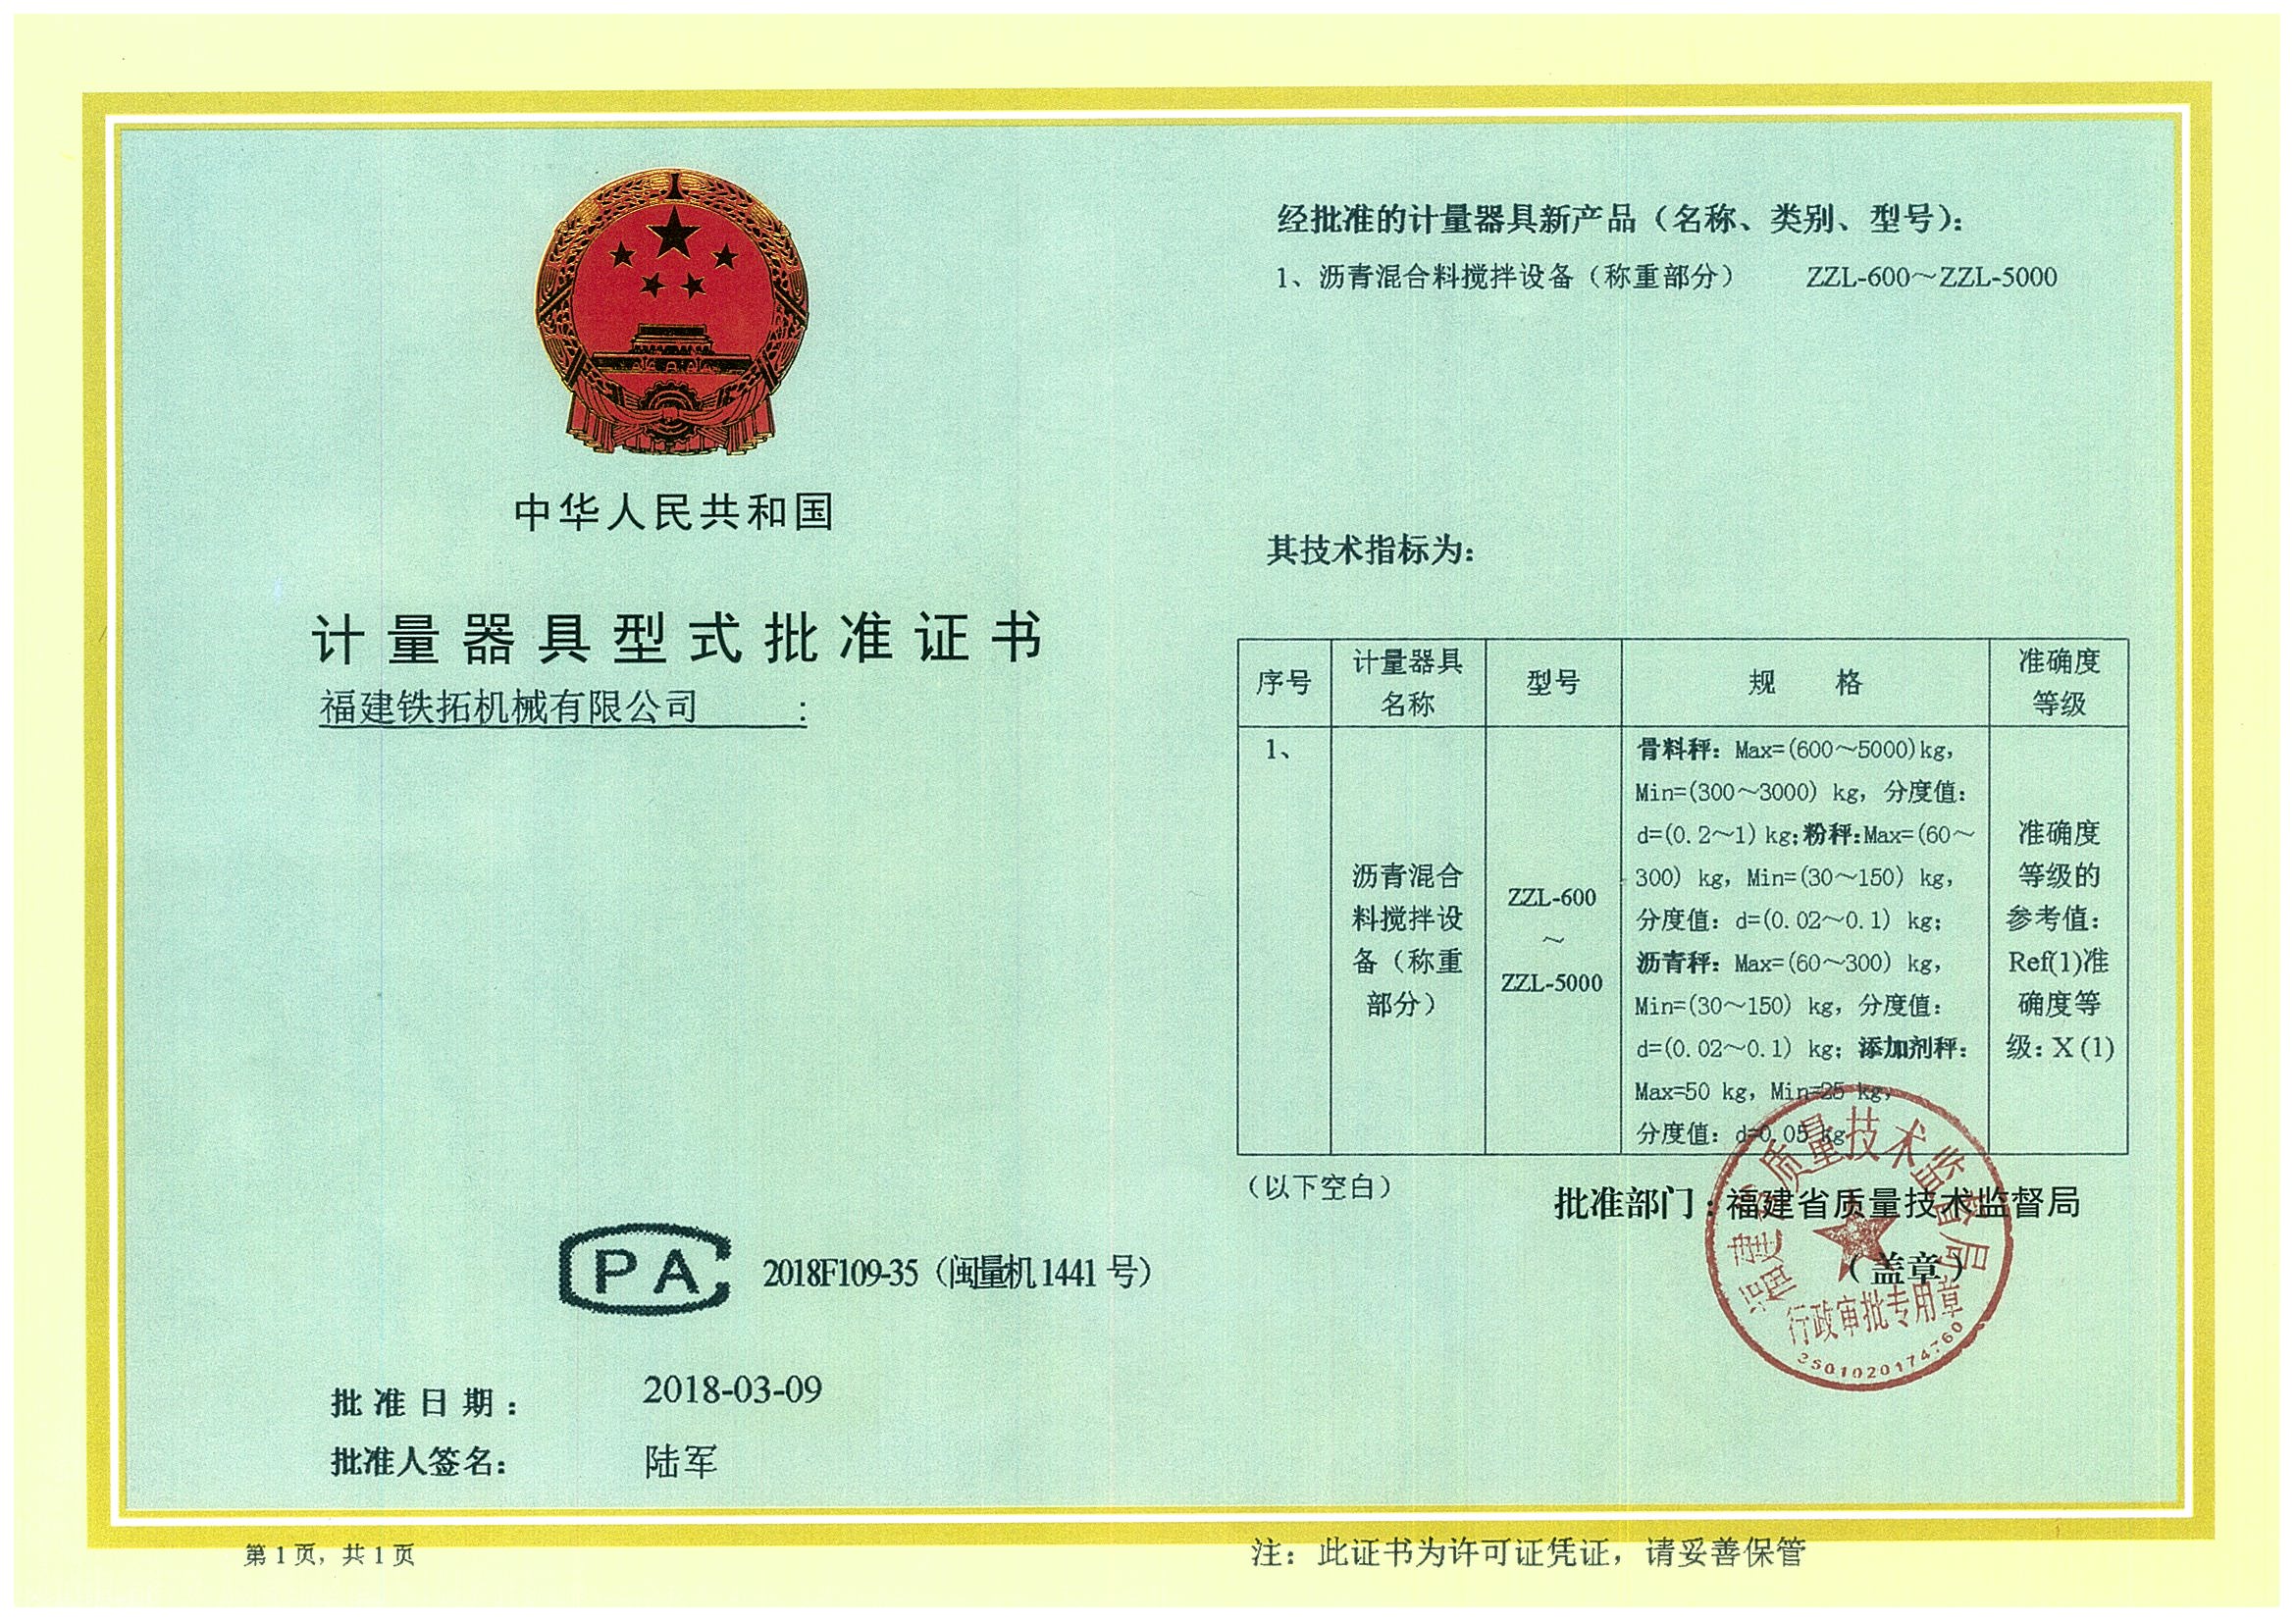 中华人民共和国
计量器具型式批准证书
福建铁拓机械有限公司 :
PA 2018F109-35（闽量机1441 号）
批准日期： 2018-03-09
批准人签名： 陆军
第 1 页，共 1 页
经批准的计量器具新产品（名称、类别、型号）：
1、沥青混合料搅拌设备（称重部分） ZZL-600～ZZL-5000
其技术指标为：
序号 计量器具名称 型号 规 格 准确度等级
1、
沥青混合
料搅拌设
备（称重
部分）
ZZL-600
～
ZZL-5000
骨料秤：Max=(600～5000)kg，
Min=(300～3000) kg，分度值：
d=(0.2～1) kg;粉秤:Max=(60～
300) kg，Min=(30～150) kg，
分度值：d=(0.02～0.1) kg；
沥青秤：Max=(60～300) kg，
Min=(30～150) kg，分度值：
d=(0.02～0.1) kg；添加剂秤：
Max=50 kg，Min=25 kg，
分度值：d=0.05 kg
准确度
等级的
参考值：
Ref(1)准
确度等
级：X (1)
（以下空白）
批准部门：福建省质量技术监督局
（盖章）
福建省质量技术监督局
行政审批专用章
3501020174760
注：此证书为许可证凭证，请妥善保管